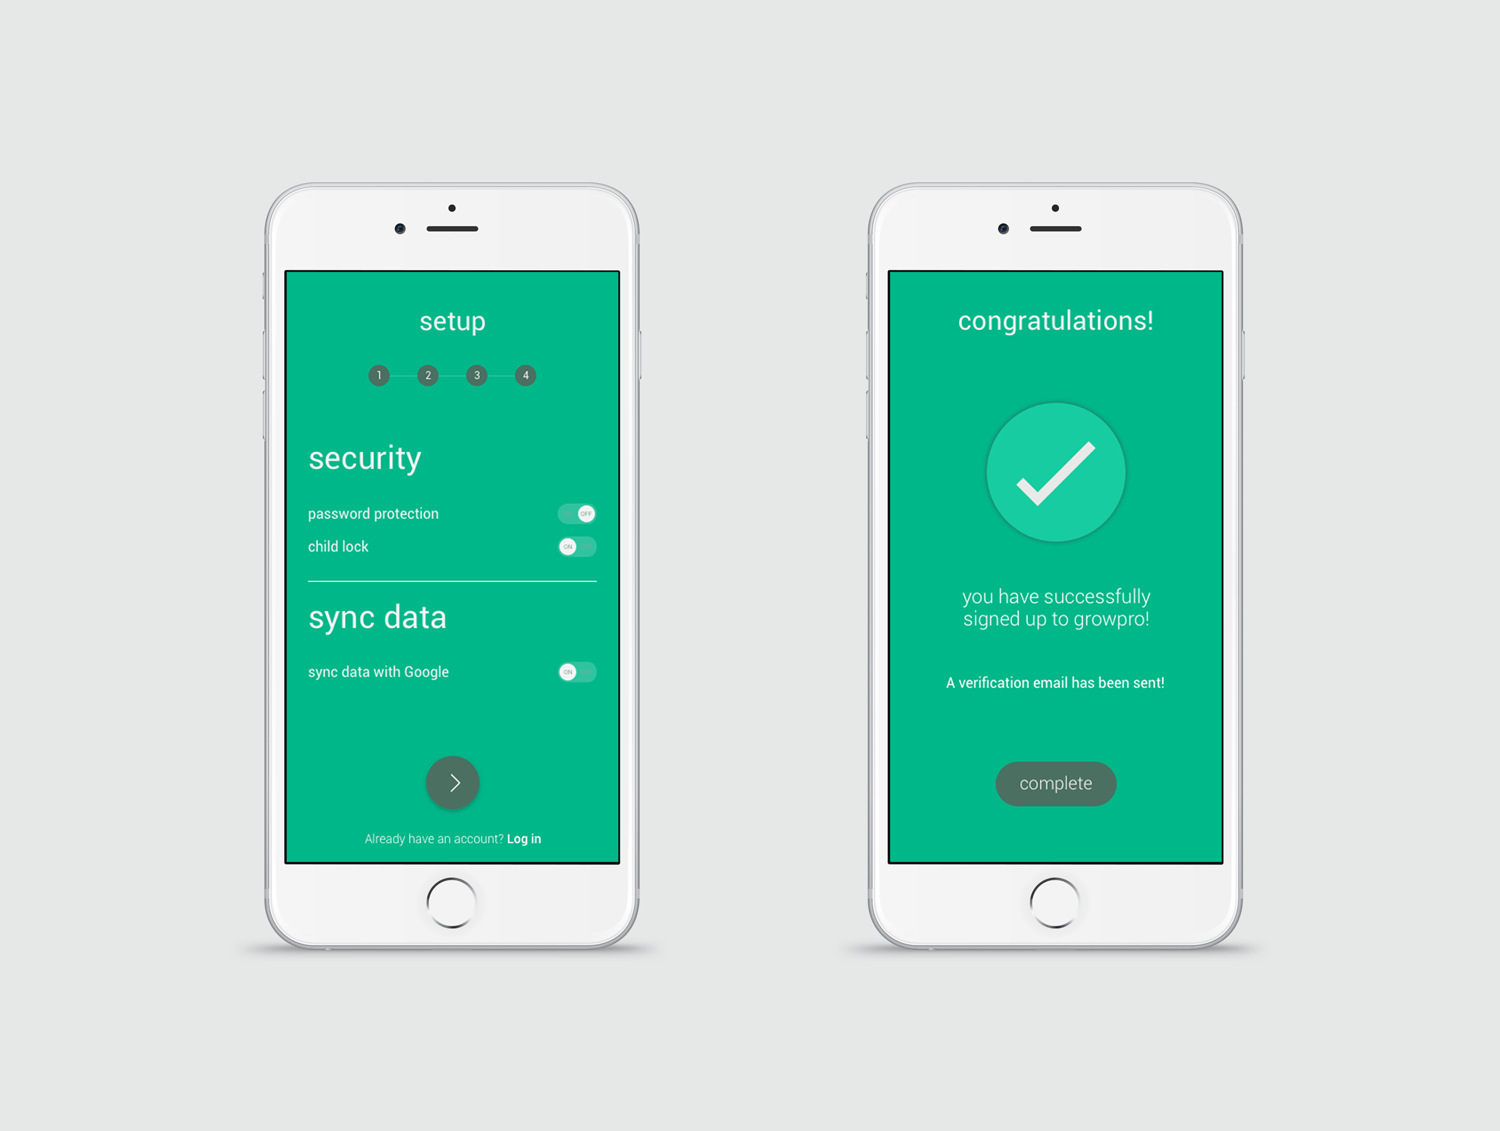 setup
1 2 3 4
security
password protection OFF
child lock ON
sync data
sync data with Google ON
Already have an account? Log in
congratulations!
you have successfully
signed up to growpro!
A verification email has been sent!
complete